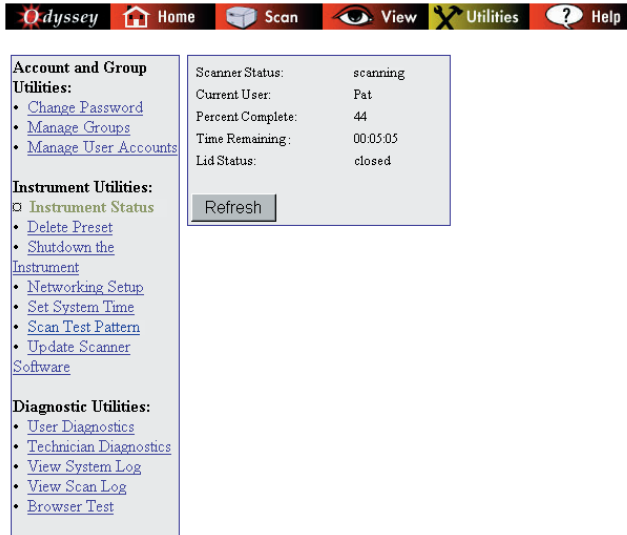 Odyssey Home Scan View Utilities ? Help
Account and Group
Utilities:
• Change Password
• Manage Groups
• Manage User Accounts
Instrument Utilities:
Instrument Status
• Delete Preset
• Shutdown the
Instrument
• Networking Setup
• Set System Time
• Scan Test Pattern
• Update Scanner
Software
Diagnostic Utilities:
• User Diagnostics
• Technician Diagnostics
• View System Log
• View Scan Log
• Browser Test
Scanner Status: scanning
Current User: Pat
Percent Complete: 44
Time Remaining: 00:05:05
Lid Status: closed
Refresh